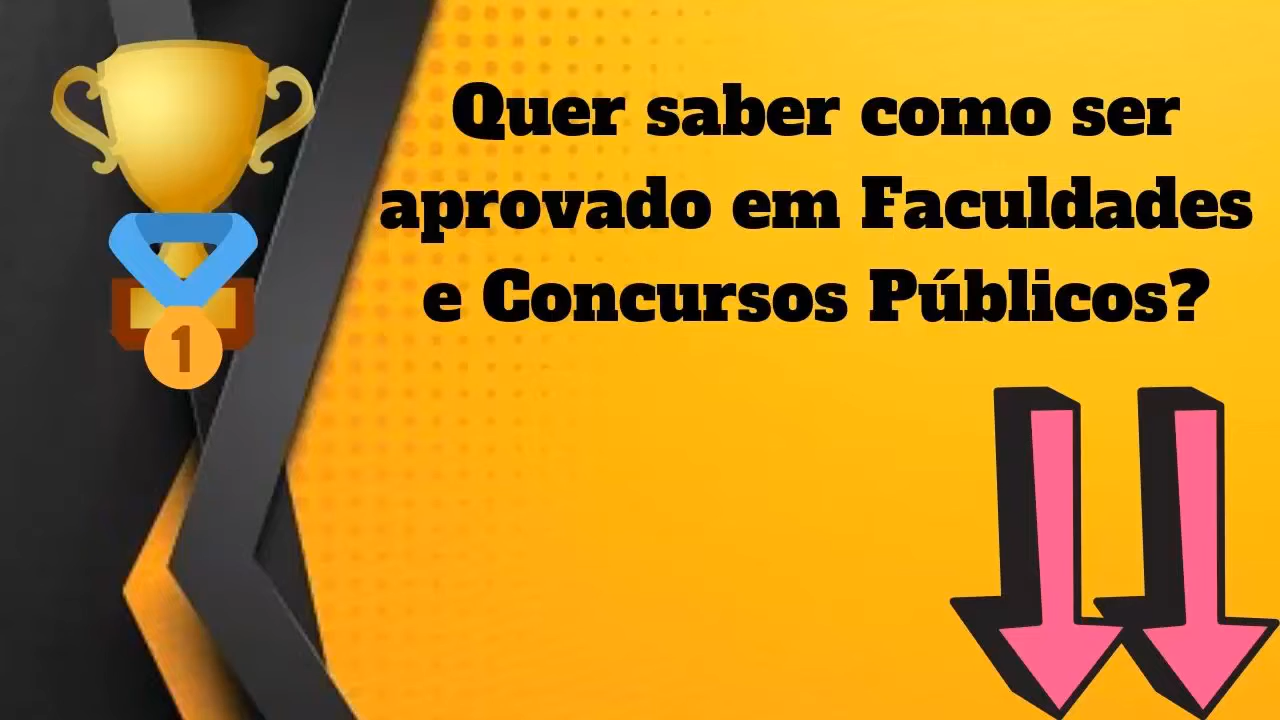 Quer saber como ser
aprovado em Faculdades
e Concursos Públicos?
1